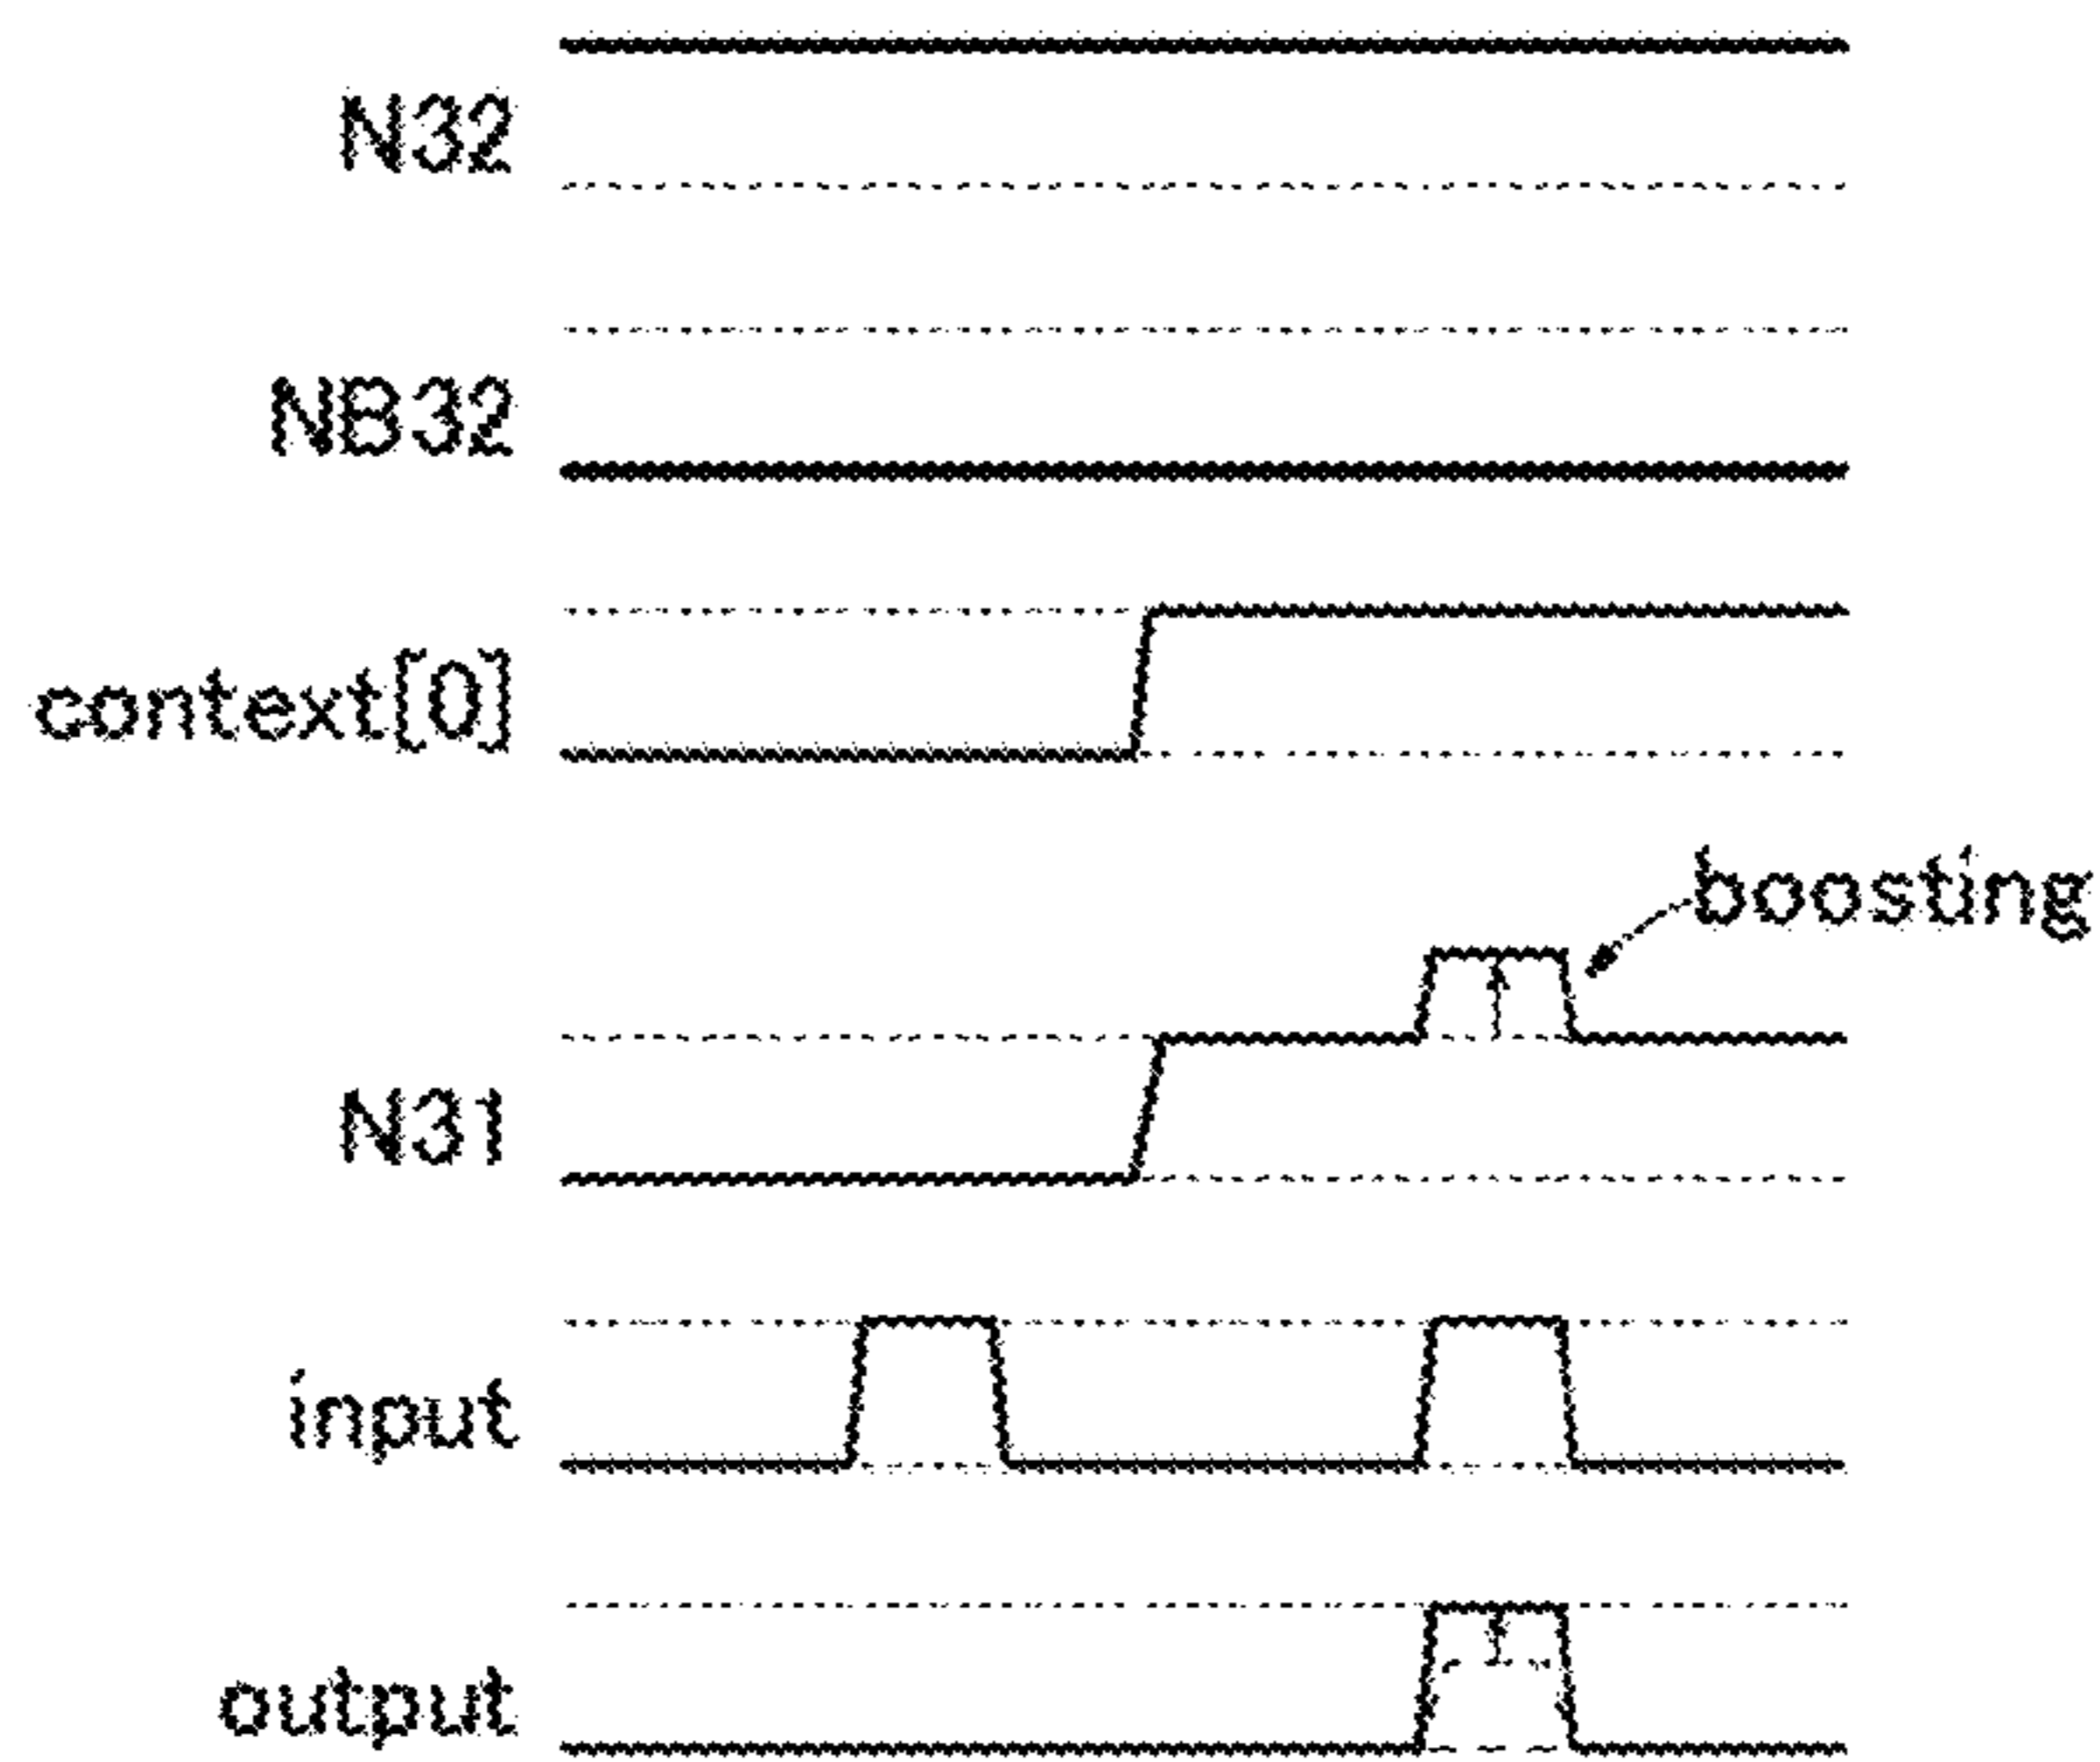 N32
NB32
context[0]
boosting
N31
input
output